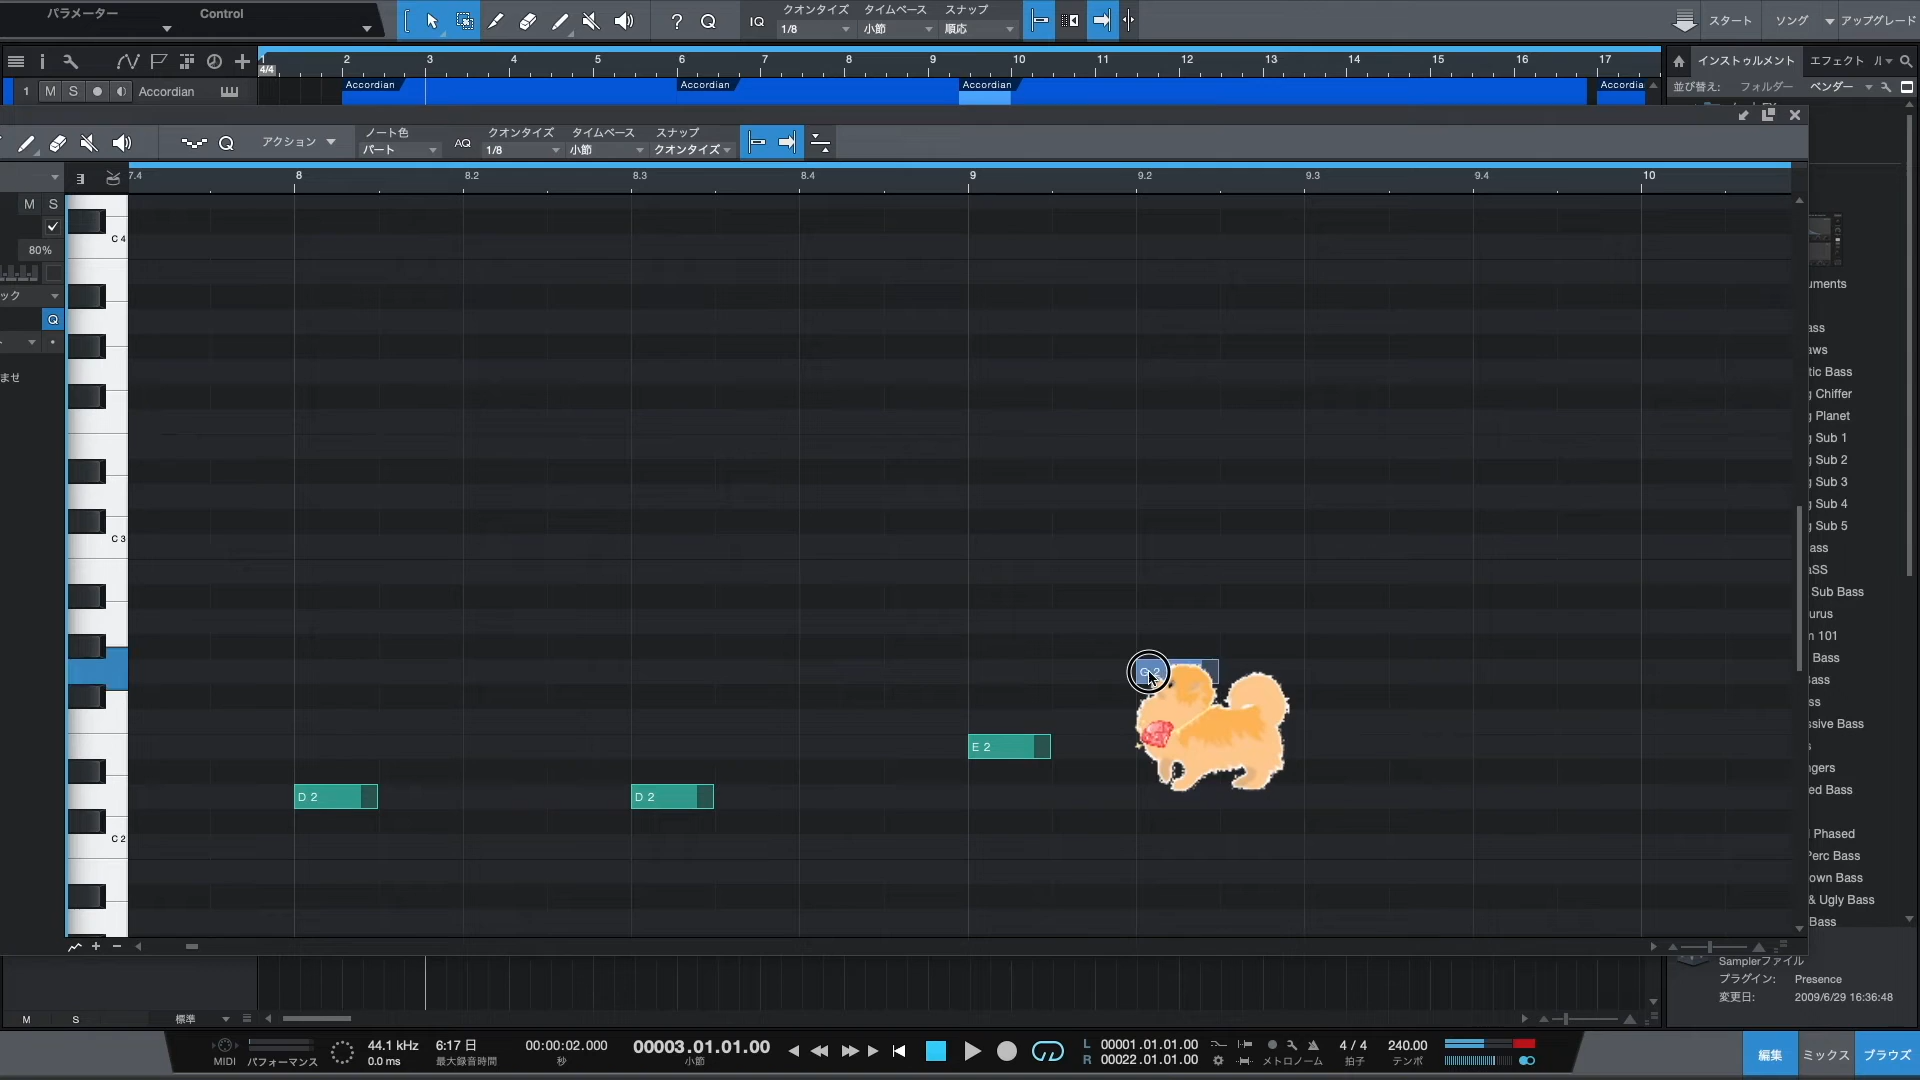 パラメーター
Control
? Q
IQ
クオンタイズ
1/8
タイムベース
小節
スナップ
順応
スタート
ソング
アップグレード
i
4/4
2 3 4 5 6 7 8 9 10 11 12 13 14 15 16 17
インストゥルメント
エフェクト
1 M S Accordian
Accordian Accordian Accordian
並び替え: フォルダー ベンダー
Q アクション
ノート色
パート
AQ
クオンタイズ
1/8
タイムベース
小節
スナップ
クオンタイズ
7.4 8 8.2 8.3 8.4 9 9.2 9.3 9.4 10
M S
80%
ック
Q
ませ
C 4
C 3
C 2
D 2
D 2
E 2
G 2
uments
ass
aws
tic Bass
Chiffer
Planet
Sub 1
Sub 2
Sub 3
Sub 4
Sub 5
ass
aSS
Sub Bass
urus
101
Bass
ass
ss
ssive Bass
s
gers
ed Bass
Phased
Perc Bass
own Bass
& Ugly Bass
Bass
Samplerファイル
プラグイン: Presence
変更日: 2009/6/29 16:36:48
M S 標準
MIDI
パフォーマンス
44.1 kHz
0.0 ms
6:17 日
最大録音時間
00:00:02.000
秒
00003.01.01.00
小節
L 00001.01.01.00
R 00022.01.01.00
メトロノーム
4 / 4
拍子
240.00
テンポ
編集
ミックス
ブラウズ